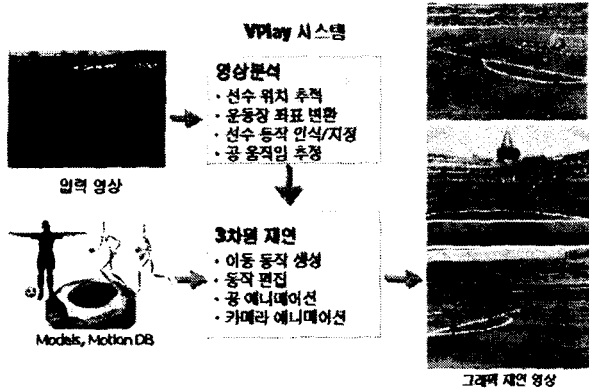 VPlay 시스템
영상분석
· 선수 위치 추적
· 운동장 좌표 변환
· 선수 동작 인식/지정
· 공 움직임 추정
입력 영상
3차원 재연
· 이동 동작 생성
· 동작 편집
· 공 애니메이션
· 카메라 애니메이션
Models, Motion DB
그래픽 재연 영상